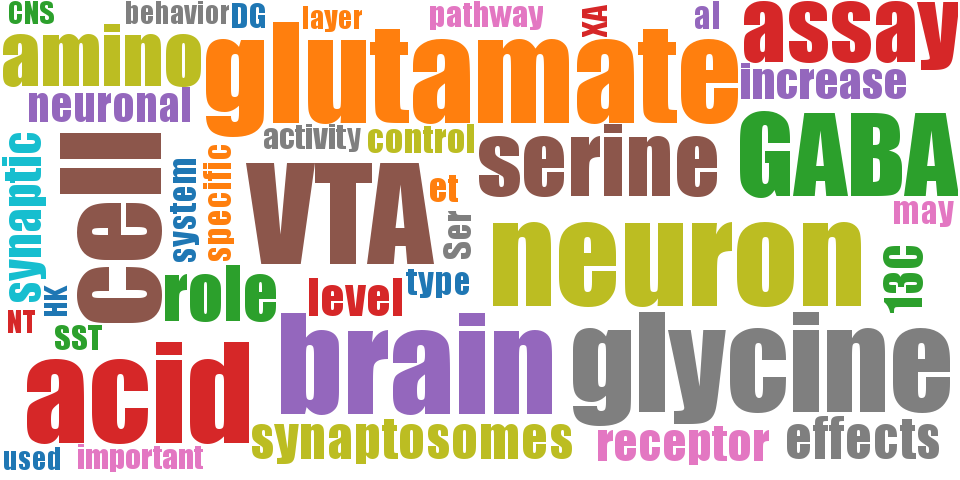 CNS
behavior
DG
layer
pathway
XA
al
assay
amino
glutamate
increase
neuronal
activity
control
serine
GABA
synaptic
cell
system
specific
VTA
et
Ser
may
neuron
13C
HK
role
level
type
NT
SST
brain
glycine
acid
synaptosomes
receptor
effects
used
important